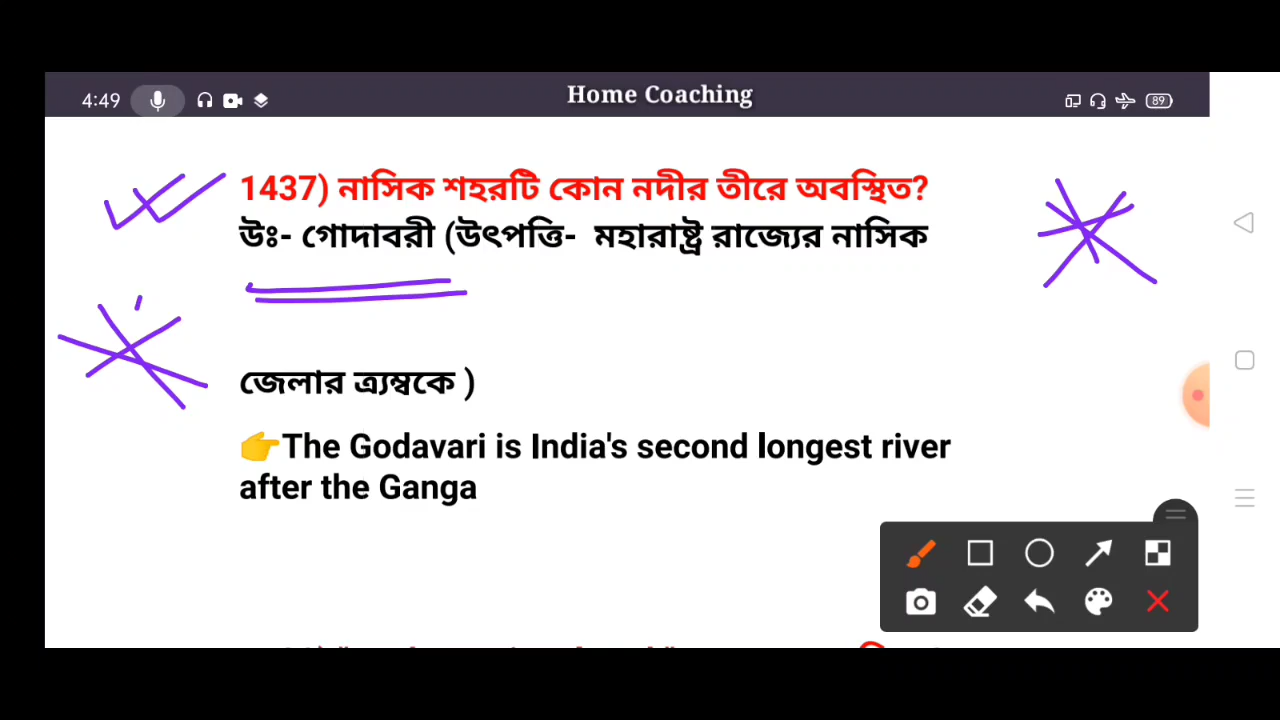 4:49
Home Coaching
89
1437) নাসিক শহরটি কোন নদীর তীরে অবস্থিত?
উঃ- গোদাবরী (উৎপত্তি- মহারাষ্ট্র রাজ্যের নাসিক
জেলার ত্র্যম্বকে )
👉The Godavari is India's second longest river
after the Ganga